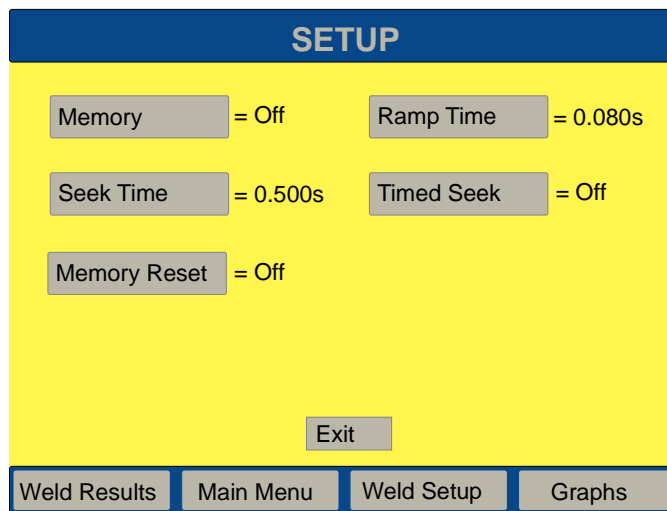 SETUP
Memory = Off Ramp Time = 0.080s
Seek Time = 0.500s Timed Seek = Off
Memory Reset = Off
Exit
Weld Results Main Menu Weld Setup Graphs